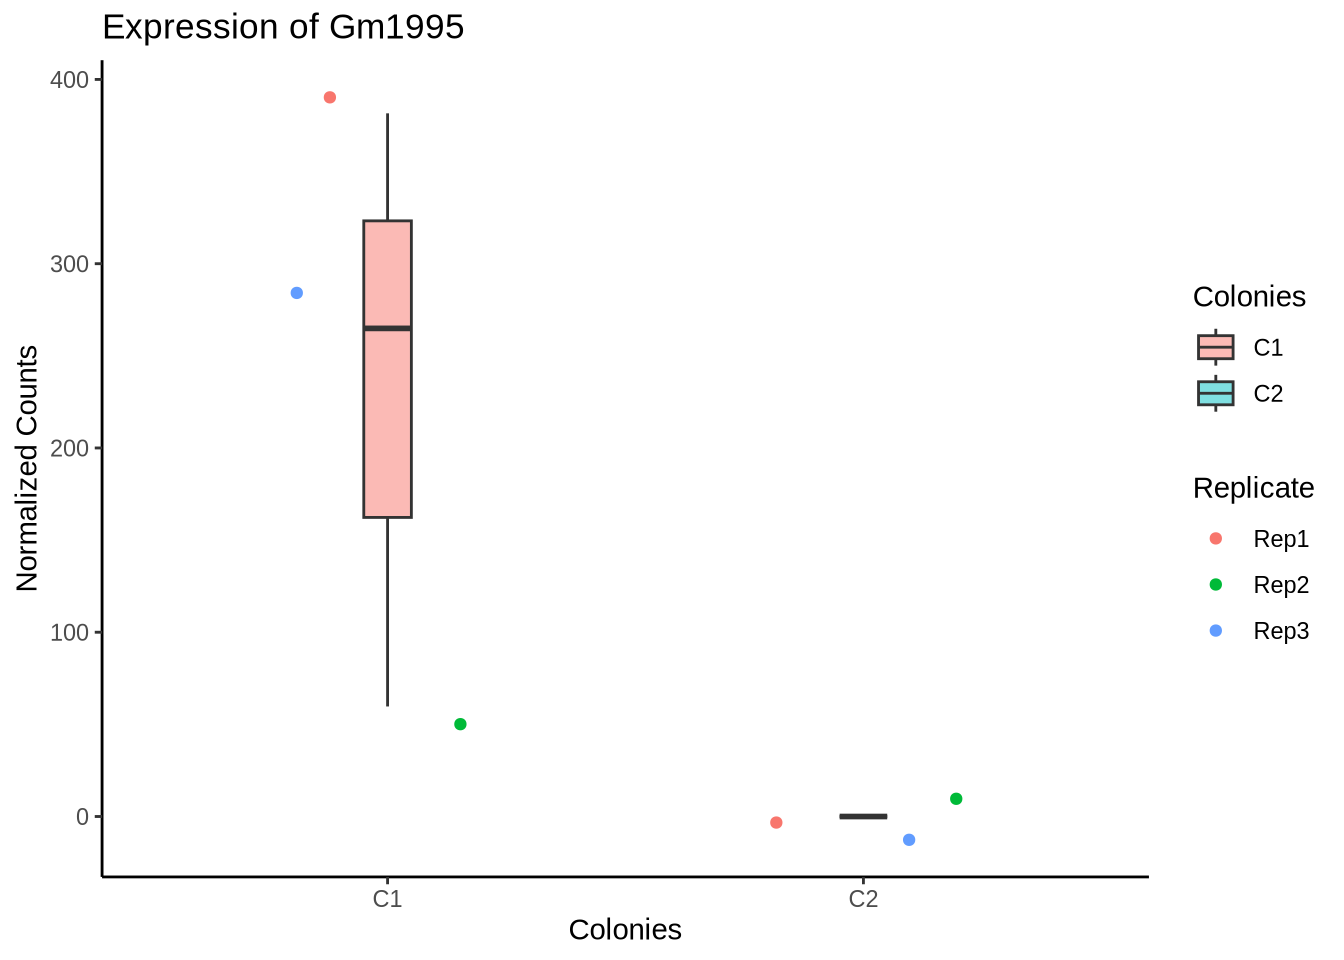 Expression of Gm1995
400
300
200
100
0
Normalized Counts
C1
C2
Colonies
Colonies
C1
C2
Replicate
Rep1
Rep2
Rep3